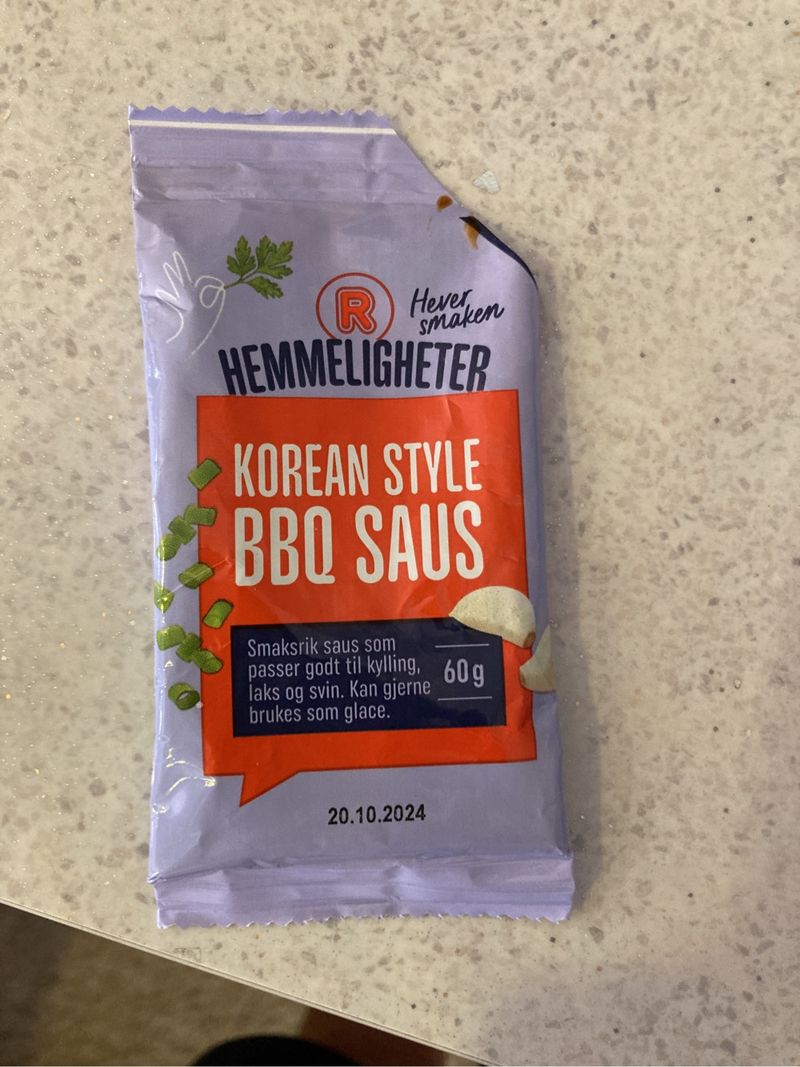 R
Hever
smaken
HEMMELIGHETER
KOREAN STYLE
BBQ SAUS
Smaksrik saus som
passer godt til kylling,
laks og svin. Kan gjerne
brukes som glace.
60g
20.10.2024